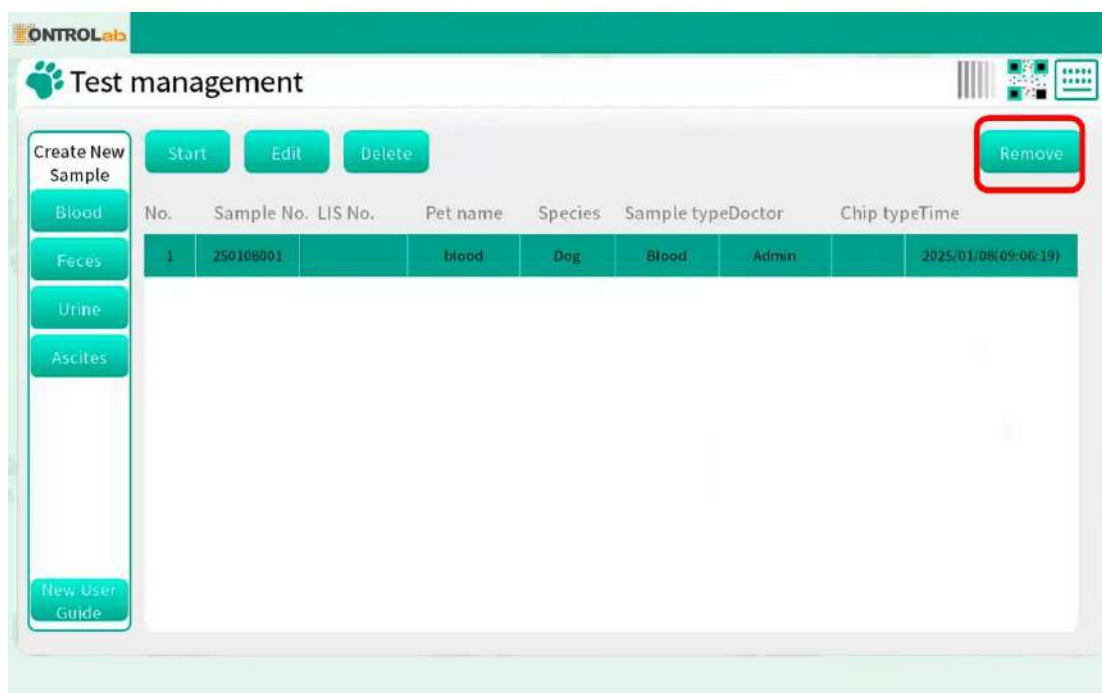 CONTROLab
Test management
Create New
Sample
Blood
Feces
Urine
Ascites
New User
Guide
Start Edit Delete Remove
No. Sample No. LIS No. Pet name Species Sample type Doctor Chip type Time
1 250108001 blood Dog Blood Admin 2025/01/08(09:06:19)